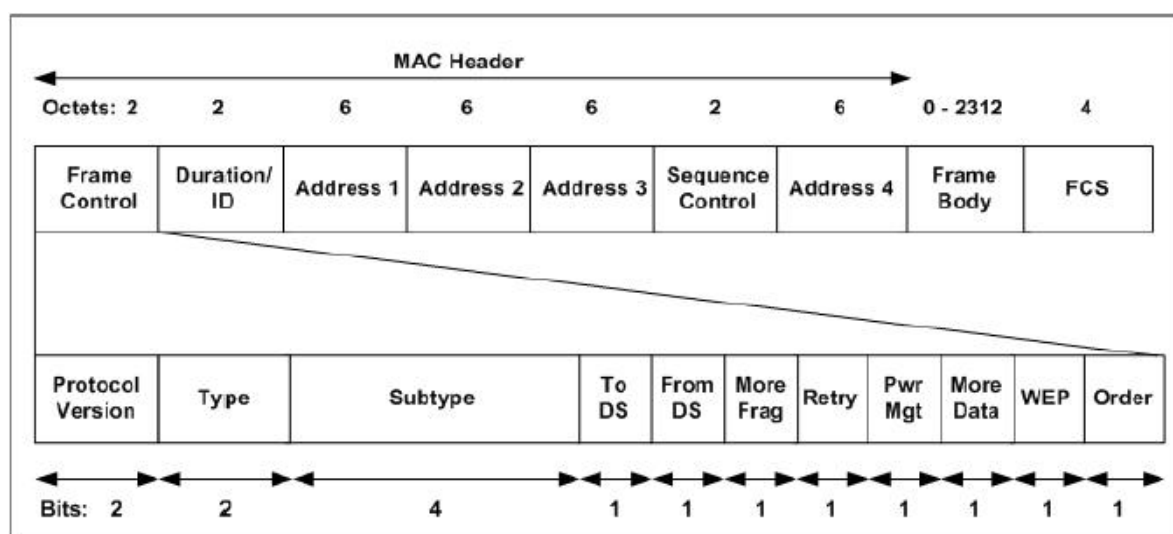 MAC Header
Octets: 2 2 6 6 6 2 6 0 - 2312 4
Frame Control Duration/ ID Address 1 Address 2 Address 3 Sequence Control Address 4 Frame Body FCS
Protocol Version Type Subtype To DS From DS More Frag Retry Pwr Mgt More Data WEP Order
Bits: 2 2 4 1 1 1 1 1 1 1 1